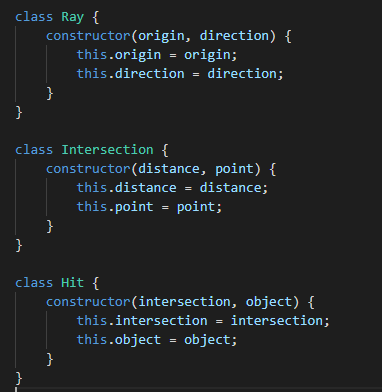 class Ray {
    constructor(origin, direction) {
        this.origin = origin;
        this.direction = direction;
    }
}

class Intersection {
    constructor(distance, point) {
        this.distance = distance;
        this.point = point;
    }
}

class Hit {
    constructor(intersection, object) {
        this.intersection = intersection;
        this.object = object;
    }
}